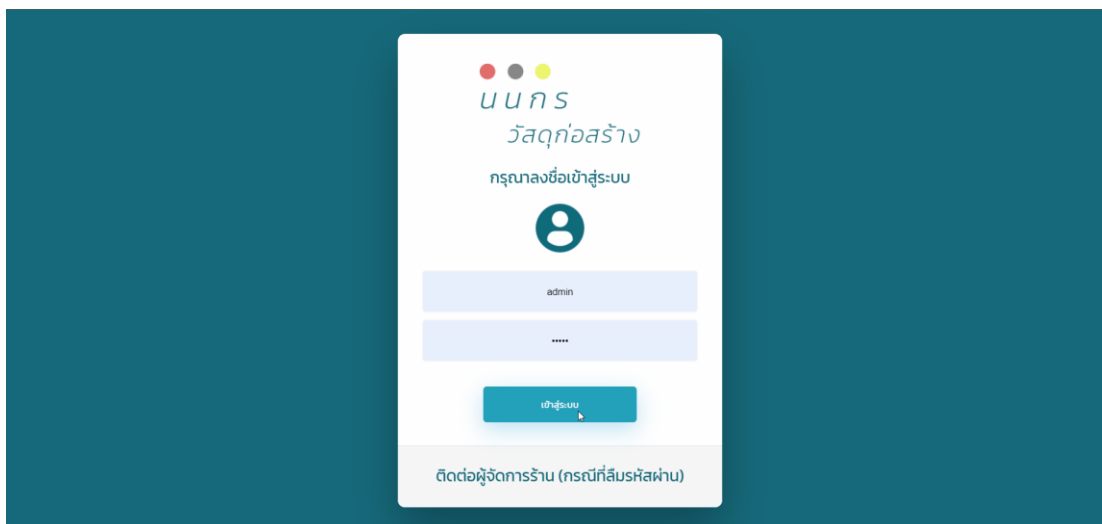 นนกร
วัสดุก่อสร้าง
กรุณาลงชื่อเข้าสู่ระบบ
admin
•••••
เข้าสู่ระบบ
ติดต่อผู้จัดการร้าน (กรณีที่ลืมรหัสผ่าน)